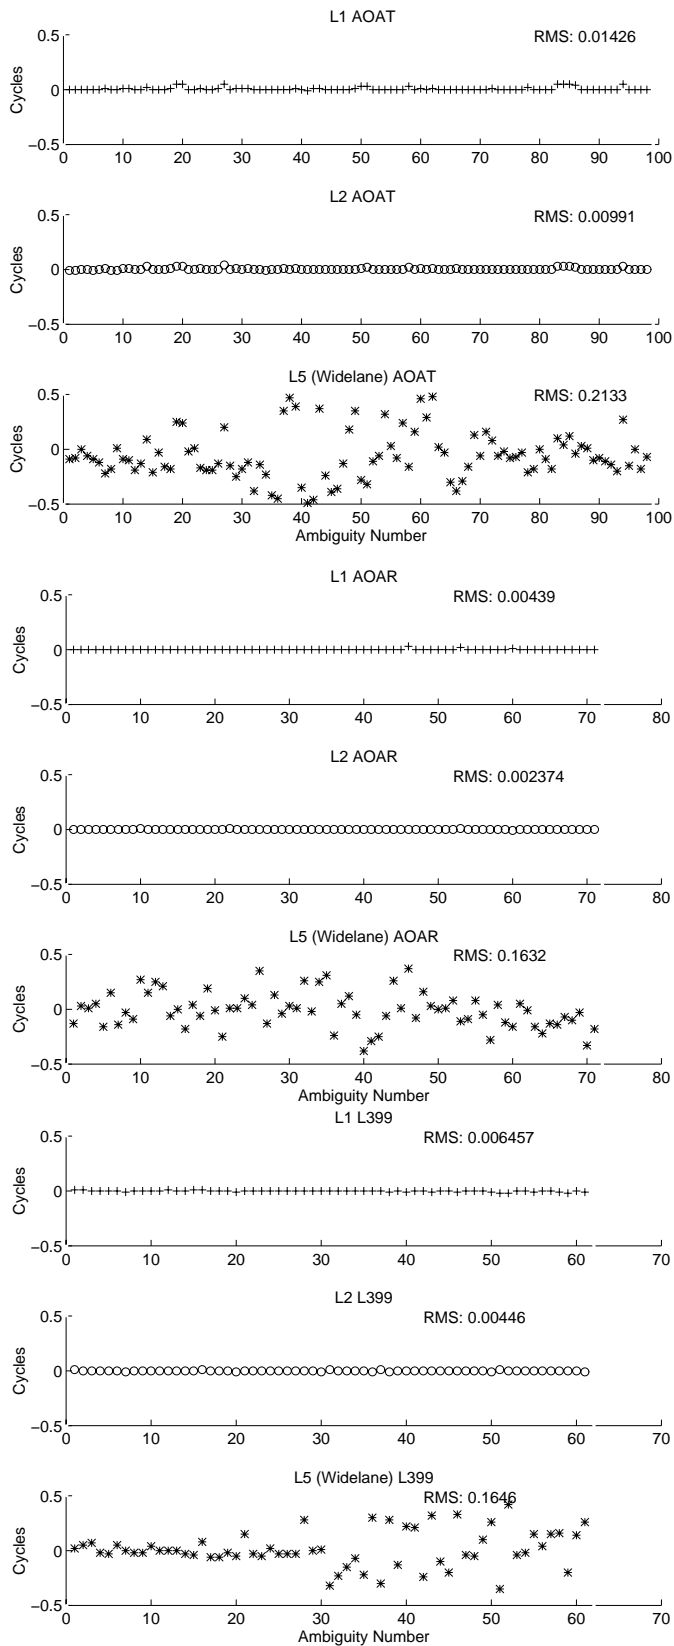 L1 AOAT
RMS: 0.01426
Cycles
0.5
0
−0.5
0 10 20 30 40 50 60 70 80 90 100
L2 AOAT
RMS: 0.00991
Cycles
0.5
0
−0.5
0 10 20 30 40 50 60 70 80 90 100
L5 (Widelane) AOAT
RMS: 0.2133
Cycles
0.5
0
−0.5
0 10 20 30 40 50 60 70 80 90 100
Ambiguity Number
L1 AOAR
RMS: 0.00439
Cycles
0.5
0
−0.5
0 10 20 30 40 50 60 70 80
L2 AOAR
RMS: 0.002374
Cycles
0.5
0
−0.5
0 10 20 30 40 50 60 70 80
L5 (Widelane) AOAR
RMS: 0.1632
Cycles
0.5
0
−0.5
0 10 20 30 40 50 60 70 80
Ambiguity Number
L1 L399
RMS: 0.006457
Cycles
0.5
0
−0.5
0 10 20 30 40 50 60 70
L2 L399
RMS: 0.00446
Cycles
0.5
0
−0.5
0 10 20 30 40 50 60 70
L5 (Widelane) L399
RMS: 0.1646
Cycles
0.5
0
−0.5
0 10 20 30 40 50 60 70
Ambiguity Number